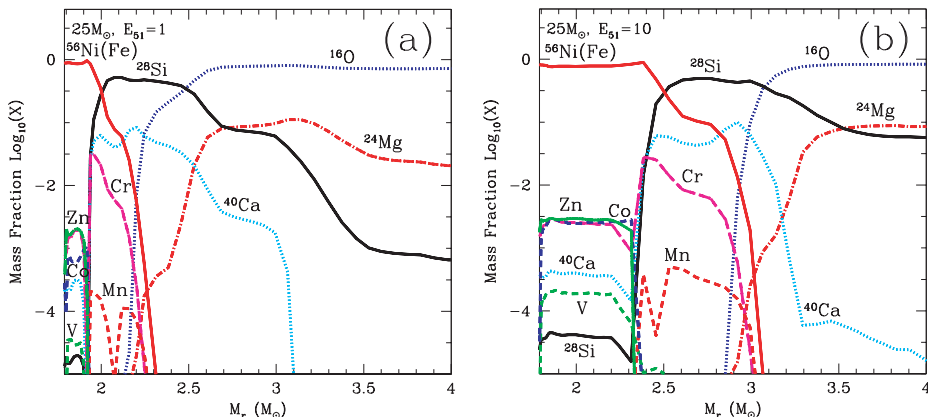 25M☉, E₅₁=1
(a)
⁵⁶Ni(Fe)
²⁸Si
¹⁶O
²⁴Mg
Cr
⁴⁰Ca
Zn
Co
Mn
V
0
−2
−4
Mass Fraction Log₁₀(X)
2 2.5 3 3.5 4
Mᵣ (M☉)
25M☉, E₅₁=10
(b)
⁵⁶Ni(Fe)
²⁸Si
¹⁶O
²⁴Mg
Cr
Zn
Co
⁴⁰Ca
Mn
V
²⁸Si
0
−2
−4
Mass Fraction Log₁₀(X)
2 2.5 3 3.5 4
Mᵣ (M☉)